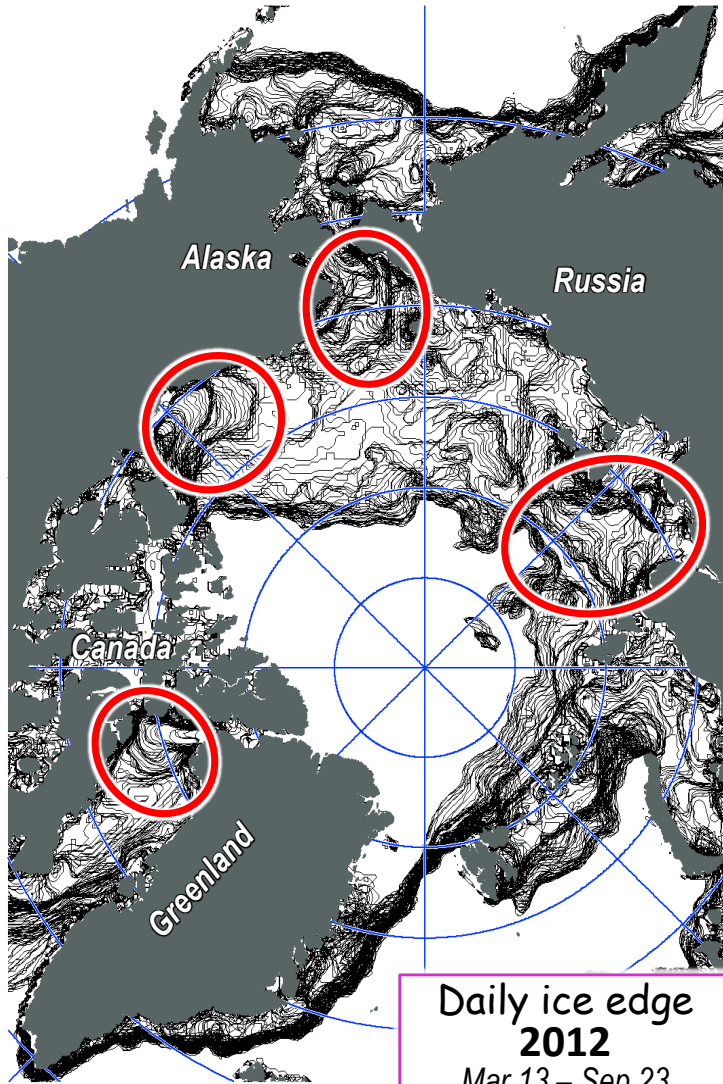 Alaska
Russia
Canada
Greenland
Daily ice edge
2012
Mar 13 – Sep 23